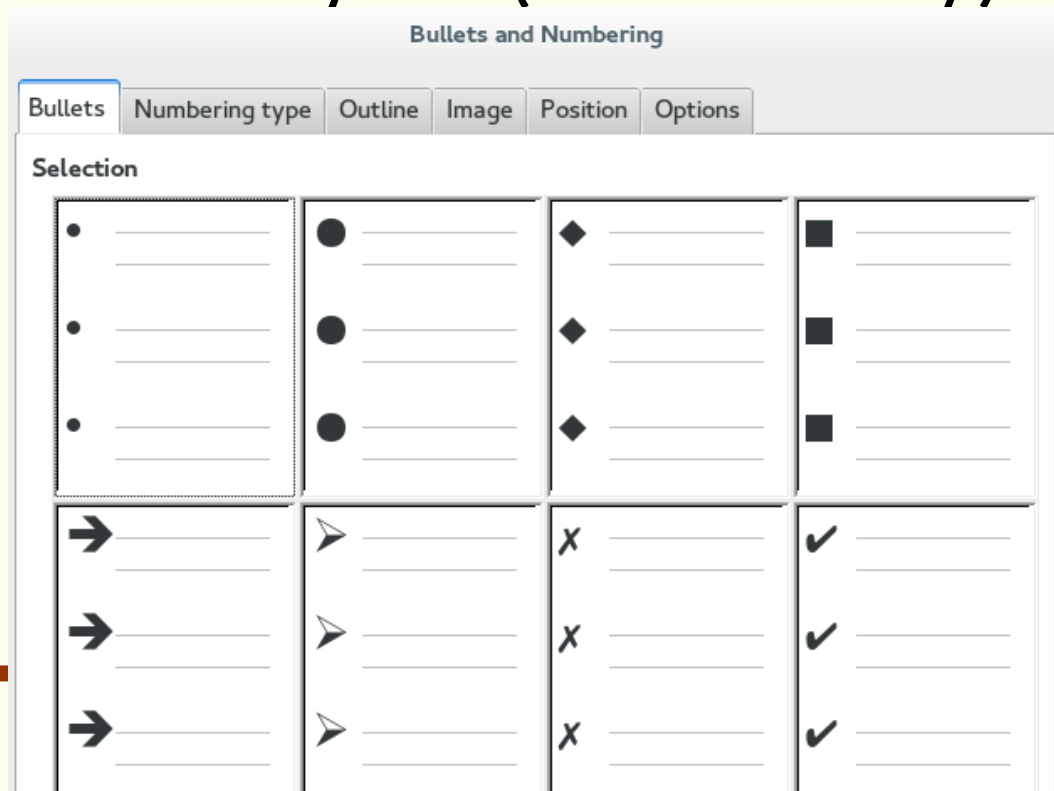 Bullets and Numbering
Bullets Numbering type Outline Image Position Options
Selection